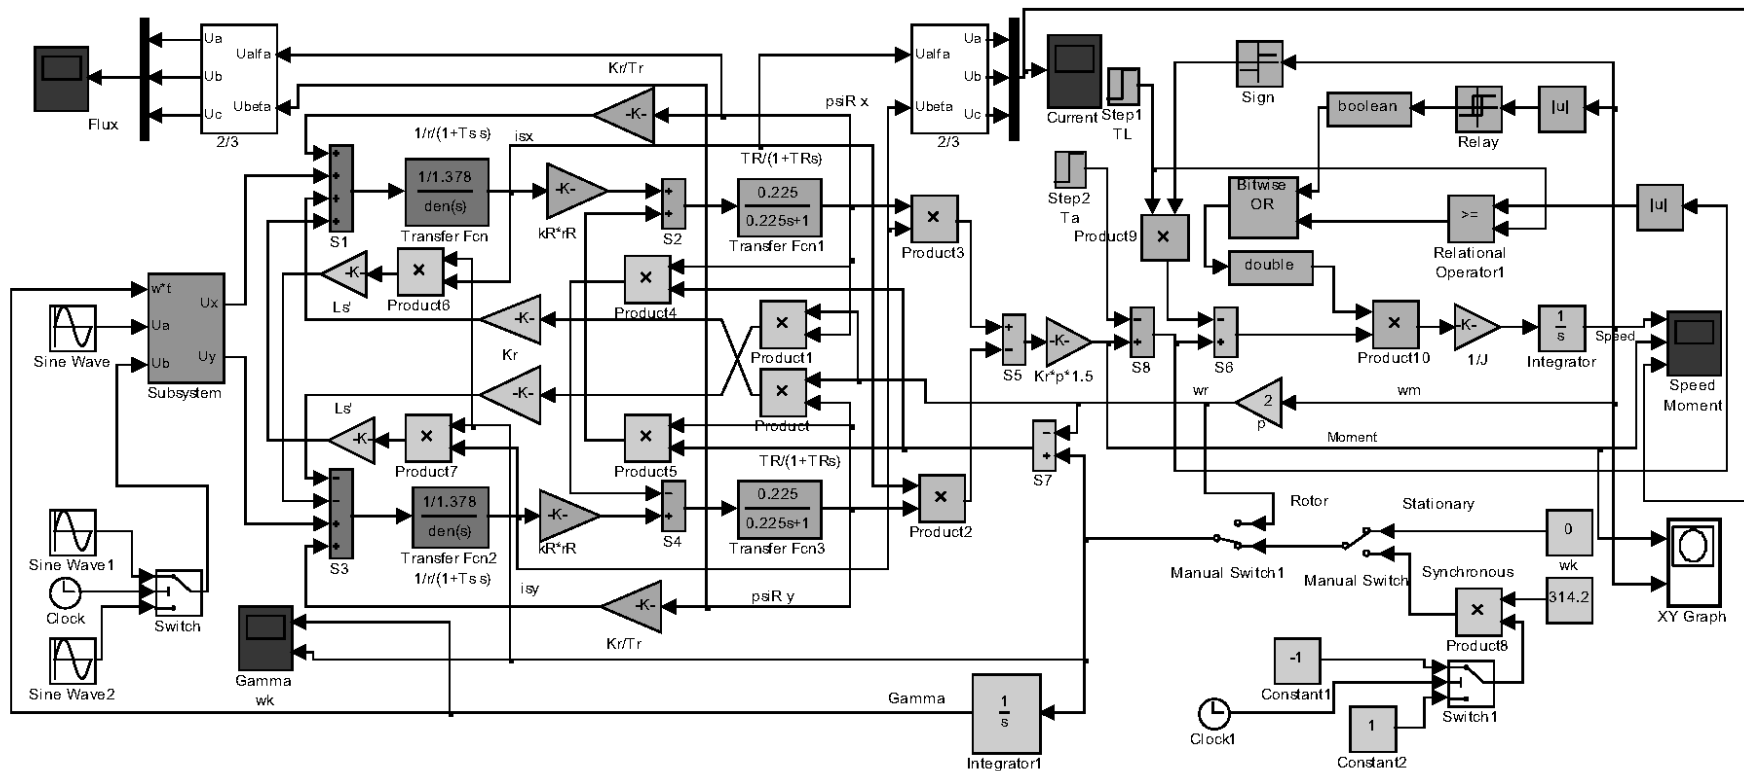 Flux
Ua
Ub
Uc
Ualfa
Ubeta
2/3
Kr/Tr
psiR x
-K-
1/r/(1+Ts s)
isx
TR/(1+TRs)
Ualfa
Ubeta
Ua
Ub
Uc
2/3
Current
Step1
TL
Sign
boolean
Relay
|u|
S1
1/1.378
den(s)
Transfer Fcn
-K-
kR*rR
S2
0.225
0.225s+1
Transfer Fcn1
×
Product3
Step2
Ta
Product9
×
Bitwise
OR
>=
Relational
Operator1
|u|
double
w*t
Ua
Ub
Ux
Uy
Subsystem
Sine Wave
-K-
Ls'
×
Product6
-K-
Kr
×
Product4
×
Product1
S5
-K-
Kr*p*1.5
S8
S6
×
Product10
-K-
1/J
1
s
Integrator
Speed
Speed
Moment
-K-
×
Product
Ls'
-K-
×
Product7
×
Product5
TR/(1+TRs)
wr
2
p
wm
Moment
S7
S3
1/1.378
den(s)
Transfer Fcn2
1/r/(1+Ts s)
-K-
kR*rR
S4
0.225
0.225s+1
Transfer Fcn3
×
Product2
Rotor
Stationary
Manual Switch1
Manual Switch
0
wk
Synchronous
314.2
×
Product8
XY Graph
Sine Wave1
Clock
Switch
Sine Wave2
isy
-K-
Kr/Tr
psiR y
Gamma
wk
Gamma
1
s
Integrator1
-1
Constant1
Clock1
1
Constant2
Switch1